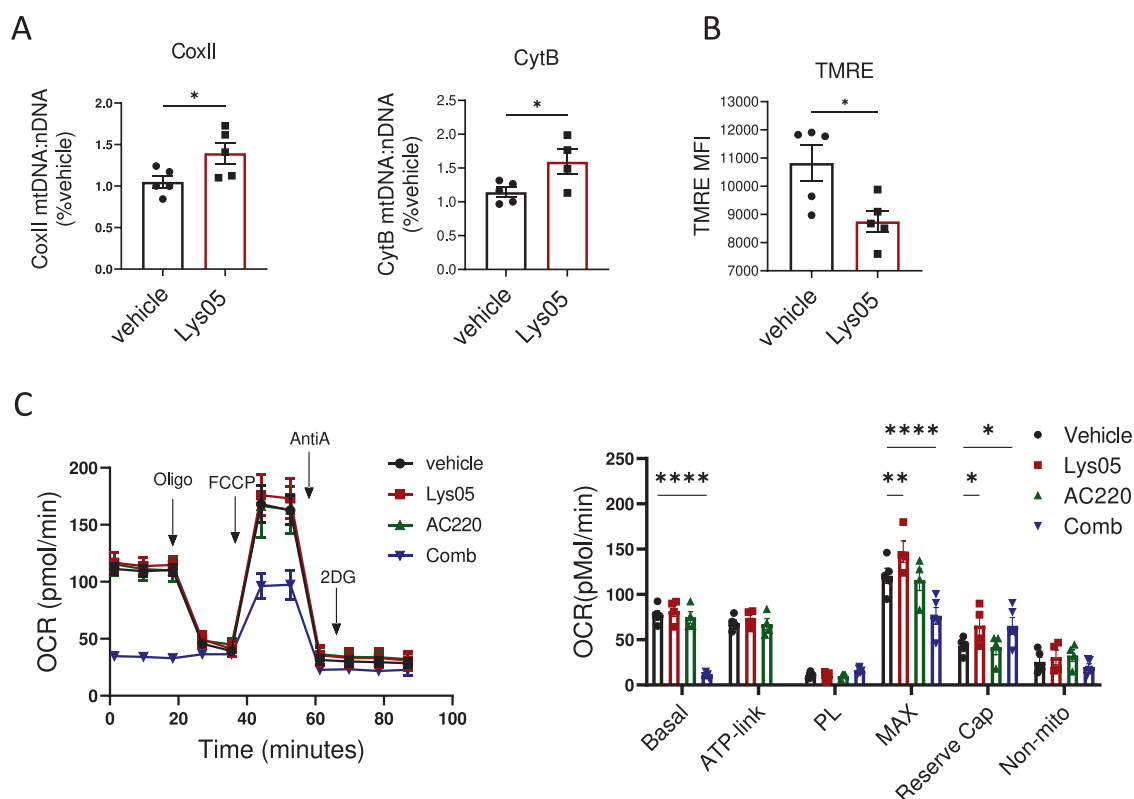 A
CoxII
*
CoxII mtDNA:nDNA
(%vehicle)
2.0
1.5
1.0
0.5
0.0
vehicle
Lys05
CytB
*
CytB mtDNA:nDNA
(%vehicle)
2.5
2.0
1.5
1.0
0.5
0.0
vehicle
Lys05
B
TMRE
*
TMRE MFI
13000
12000
11000
10000
9000
8000
7000
vehicle
Lys05
C
OCR (pmol/min)
200
150
100
50
0
0
20
40
60
80
100
Time (minutes)
Oligo
FCCP
AntiA
2DG
vehicle
Lys05
AC220
Comb
OCR(pMol/min)
250
200
150
100
50
0
****
****
**
*
*
Vehicle
Lys05
AC220
Comb
Basal
ATP-link
PL
MAX
Reserve Cap
Non-mito